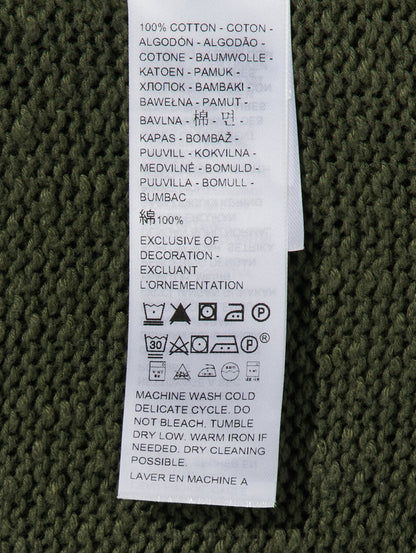 100% COTTON - COTON -
ALGODÓN - ALGODÃO -
COTONE - BAUMWOLLE -
KATOEN - PAMUK -
ХЛОПОК - BAMBAKI -
BAWEŁNA - PAMUT -
BAVLNA - 棉 - 면 -
KAPAS - BOMBAŽ -
PUUVILL - KOKVILNA -
MEDVILNĖ - BOMULD -
PUUVILLA - BOMULL -
BUMBAC
綿100%
EXCLUSIVE OF
DECORATION -
EXCLUANT
L'ORNEMENTATION
P
30 P ®
MACHINE WASH COLD
DELICATE CYCLE. DO
NOT BLEACH. TUMBLE
DRY LOW. WARM IRON IF
NEEDED. DRY CLEANING
POSSIBLE.
LAVER EN MACHINE A